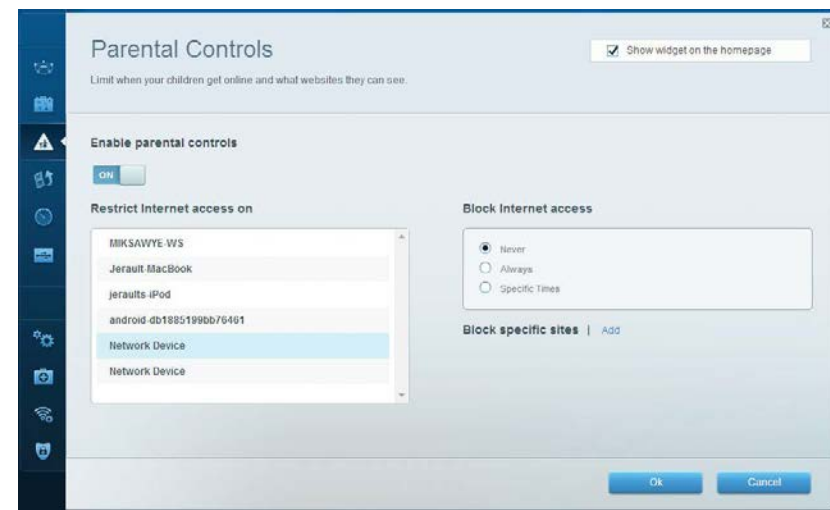 Parental Controls
Show widget on the homepage
Limit when your children get online and what websites they can see.
Enable parental controls
ON
Restrict Internet access on
MIKSAWYE-WS
Jerault-MacBook
jeraults-iPod
android-db1885199bb76461
Network Device
Network Device
Block Internet access
Never
Always
Specific Times
Block specific sites | Add
Ok
Cancel